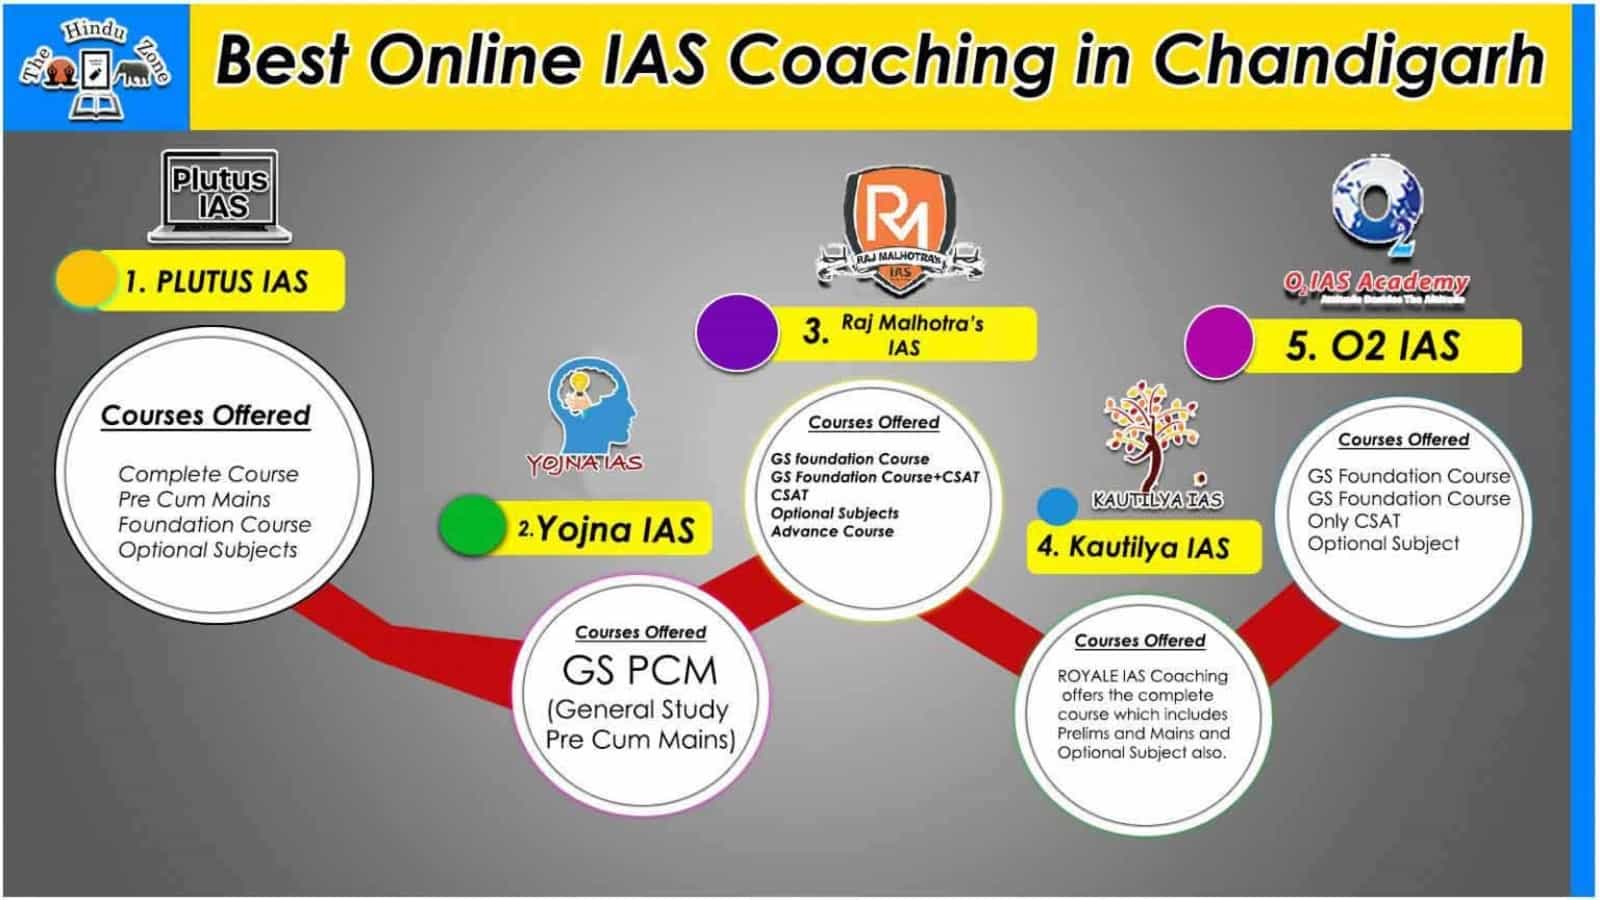 The Hindu Zone
Best Online IAS Coaching in Chandigarh
Plutus
IAS
1. PLUTUS IAS
Courses Offered
Complete Course
Pre Cum Mains
Foundation Course
Optional Subjects
YOJNA IAS
2.Yojna IAS
Courses Offered
GS PCM
(General Study
Pre Cum Mains)
RM
RAJ MALHOTRA'S
IAS
3. Raj Malhotra's
IAS
Courses Offered
GS foundation Course
GS Foundation Course+CSAT
CSAT
Optional Subjects
Advance Course
KAUTILYA IAS
4. Kautilya IAS
Courses Offered
ROYALE IAS Coaching
offers the complete
course which includes
Prelims and Mains and
Optional Subject also.
O2
O2IAS Academy
Attitude Decides The Altitude
5. O2 IAS
Courses Offered
GS Foundation Course
GS Foundation Course
Only CSAT
Optional Subject